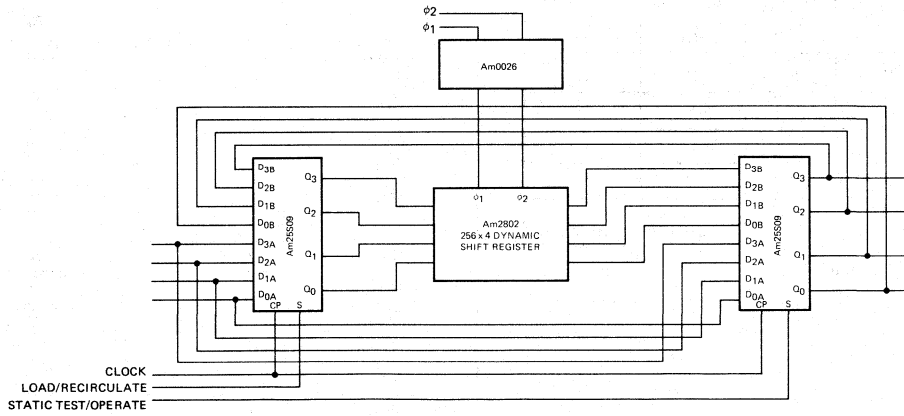 ϕ2
ϕ1
Am0026
D3B
D2B
D1B
D0B
D3A
D2A
D1A
D0A
CP
S
Am25S09
Q3
Q2
Q1
Q0
ϕ1
ϕ2
Am2802
256 x 4 DYNAMIC
SHIFT REGISTER
D3B
D2B
D1B
D0B
D3A
D2A
D1A
D0A
CP
S
Am25S09
Q3
Q2
Q1
Q0
CLOCK
LOAD/RECIRCULATE
STATIC TEST/OPERATE